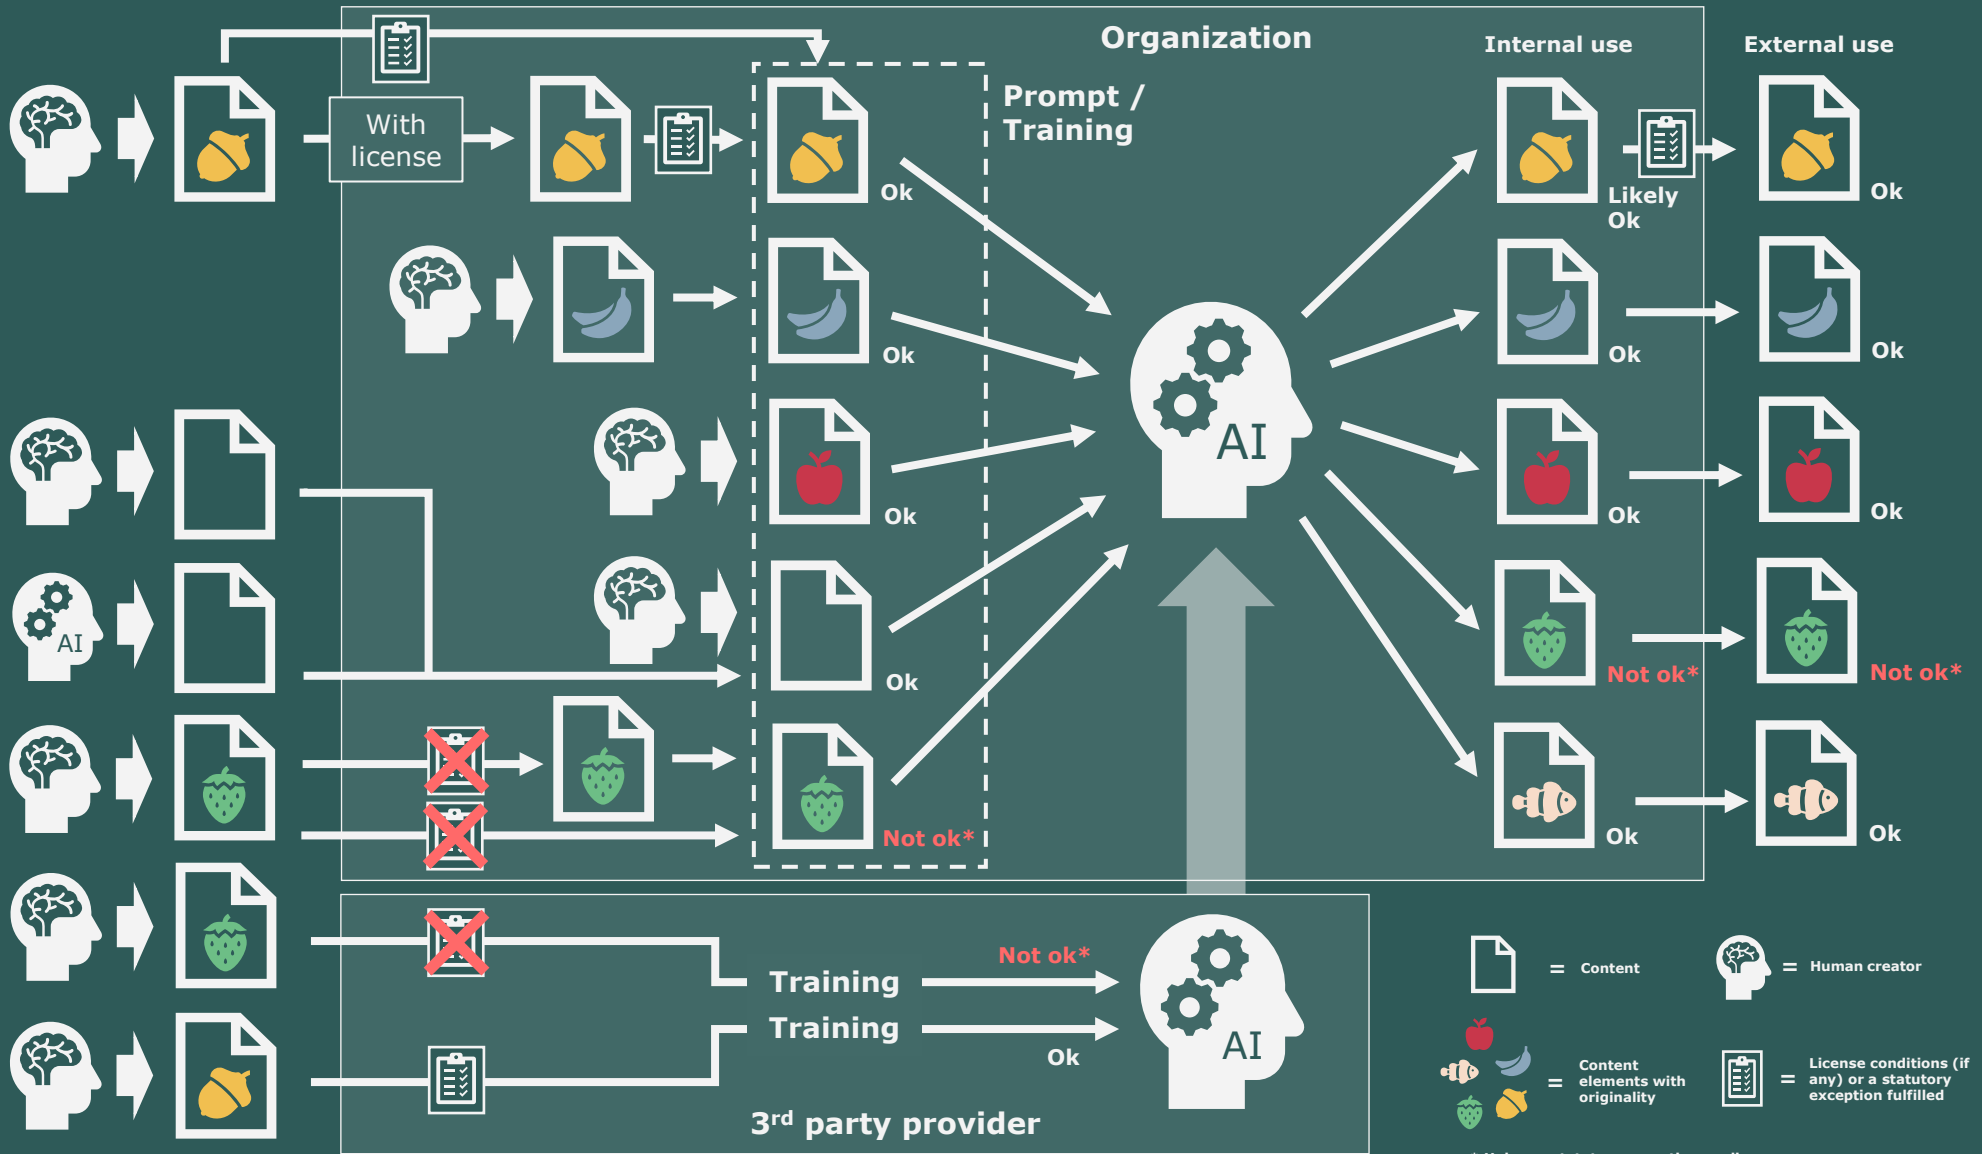 Organization
Internal use
External use
Prompt /
Training
With
license
Ok
Likely
Ok
Ok
Ok
Ok
Ok
AI
Ok
Ok
Ok
AI
Ok
Not ok*
Not ok*
Not ok*
Ok
Ok
Not ok*
Training
Training
Ok
AI
3rd party provider
= Content
= Human creator
= Content
elements with
originality
= License conditions (if
any) or a statutory
exception fulfilled